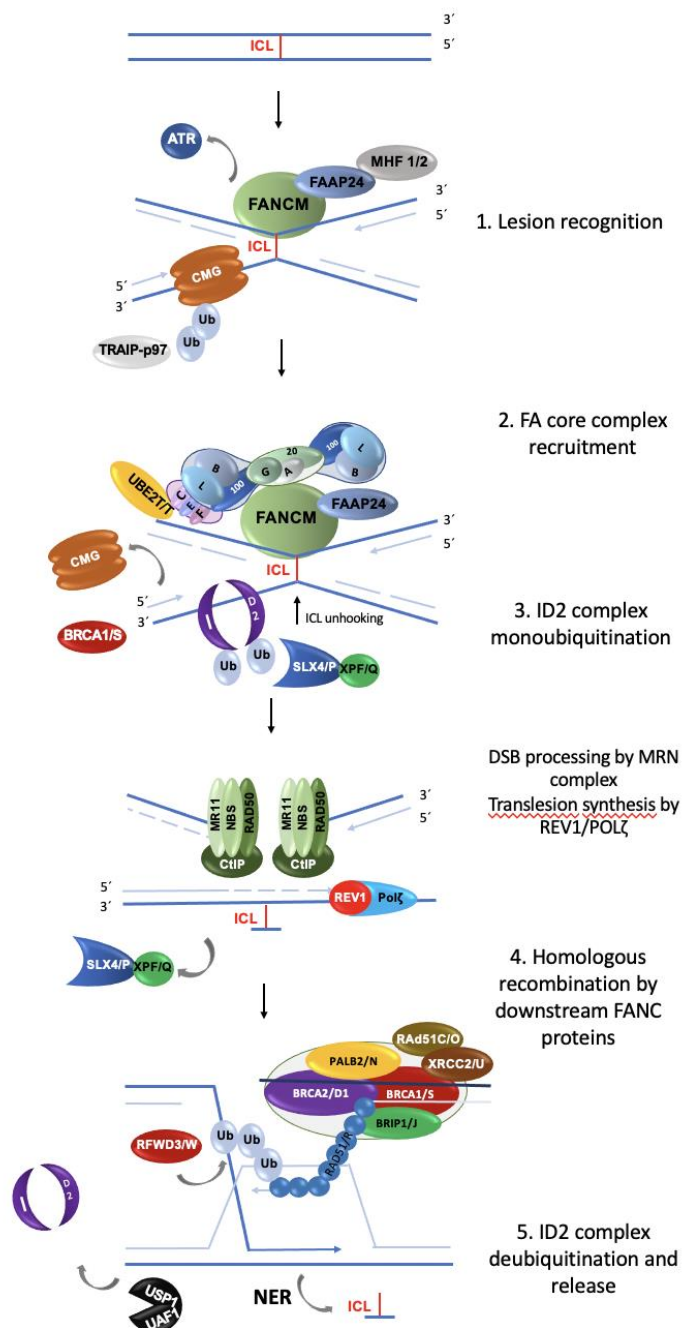 3´
ICL
5´
ATR
MHF 1/2
FAAP24
3´
FANCM
5´
1. Lesion recognition
ICL
CMG
5´
3´
Ub
Ub
TRAIP-p97
2. FA core complex
recruitment
20
100
100
L
B
G
A
B
L
UBE2T/T
C
E
F
100
FAAP24
FANCM
3´
5´
CMG
ICL
5´
3´
I
D
2
ICL unhooking
3. ID2 complex
monoubiquitination
BRCA1/S
Ub
Ub
SLX4/P
XPF/Q
DSB processing by MRN
complex
Translesion synthesis by
REV1/POLζ
MR11
NBS
RAD50
MR11
NBS
RAD50
3´
5´
CtIP
CtIP
5´
3´
REV1
Polζ
ICL
SLX4/P
XPF/Q
4. Homologous
recombination by
downstream FANC
proteins
RAd51C/O
PALB2/N
XRCC2/U
BRCA2/D1
BRCA1/S
BRIP1/J
RFWD3/W
Ub
Ub
Ub
RAD51/R
I
D
2
5. ID2 complex
deubiquitination and
release
USP1
UAF1
NER
ICL